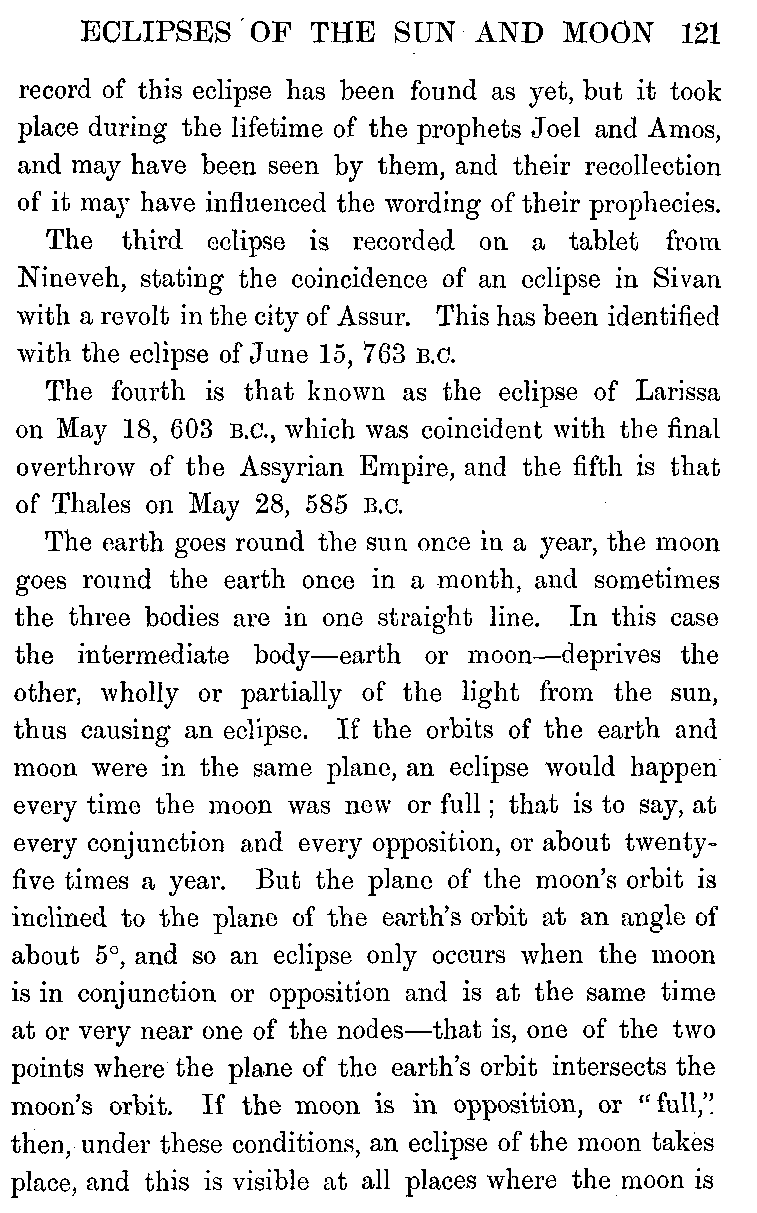 ECLIPSES OF THE SUN AND MOON 121
record of this eclipse has been found as yet, but it took
place during the lifetime of the prophets Joel and Amos,
and may have been seen by them, and their recollection
of it may have influenced the wording of their prophecies.
The third eclipse is recorded on a tablet from
Nineveh, stating the coincidence of an eclipse in Sivan
with a revolt in the city of Assur. This has been identified
with the eclipse of June 15, 763 B.C.
The fourth is that known as the eclipse of Larissa
on May 18, 603 B.C., which was coincident with the final
overthrow of the Assyrian Empire, and the fifth is that
of Thales on May 28, 585 B.C.
The earth goes round the sun once in a year, the moon
goes round the earth once in a month, and sometimes
the three bodies are in one straight line. In this case
the intermediate body—earth or moon—deprives the
other, wholly or partially of the light from the sun,
thus causing an eclipse. If the orbits of the earth and
moon were in the same plane, an eclipse would happen
every time the moon was new or full; that is to say, at
every conjunction and every opposition, or about twenty-
five times a year. But the plane of the moon's orbit is
inclined to the plane of the earth's orbit at an angle of
about 5°, and so an eclipse only occurs when the moon
is in conjunction or opposition and is at the same time
at or very near one of the nodes—that is, one of the two
points where the plane of the earth's orbit intersects the
moon's orbit. If the moon is in opposition, or "full,"
then, under these conditions, an eclipse of the moon takes
place, and this is visible at all places where the moon is